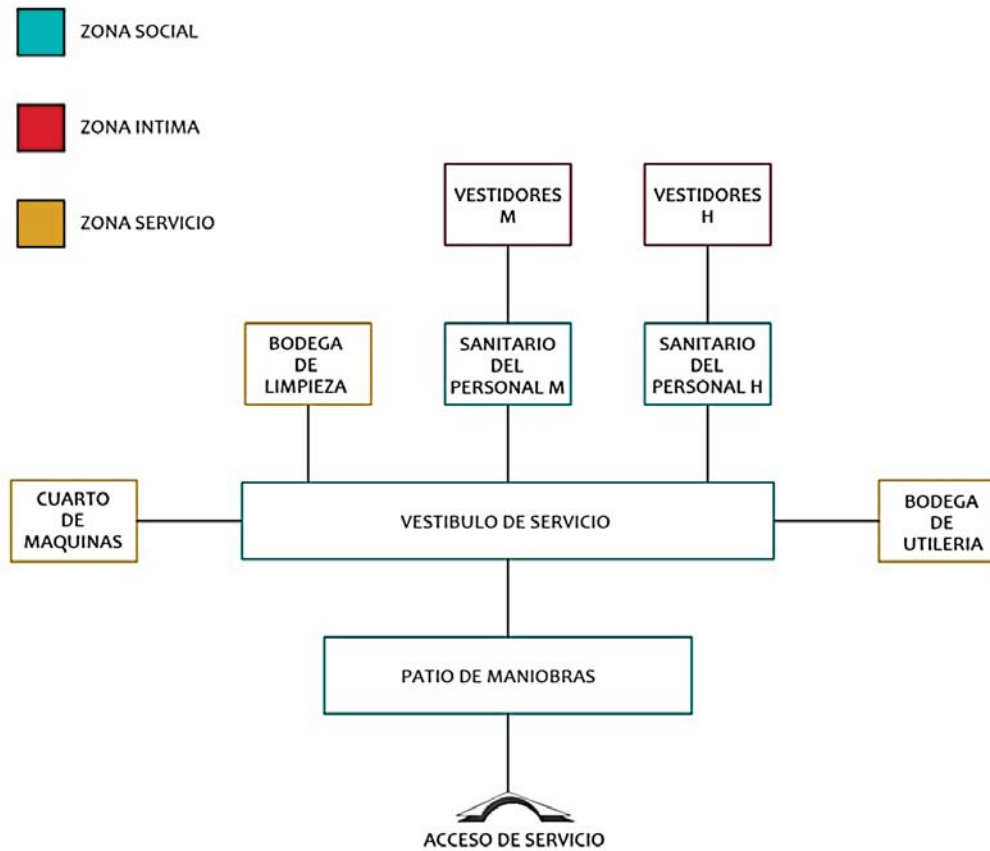 ZONA SOCIAL
ZONA INTIMA
ZONA SERVICIO
VESTIDORES
M
VESTIDORES
H
BODEGA
DE
LIMPIEZA
SANITARIO
DEL
PERSONAL M
SANITARIO
DEL
PERSONAL H
CUARTO
DE
MAQUINAS
VESTIBULO DE SERVICIO
BODEGA
DE
UTILERIA
PATIO DE MANIOBRAS
ACCESO DE SERVICIO